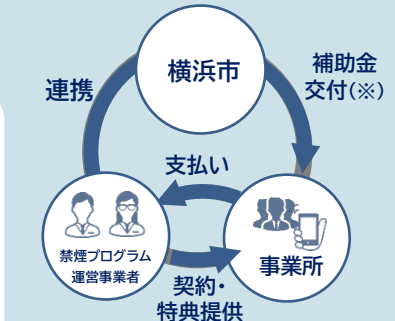 横浜市
連携
補助金
交付(※)
支払い
禁煙プログラム
運営事業者
事業所
契約・
特典提供